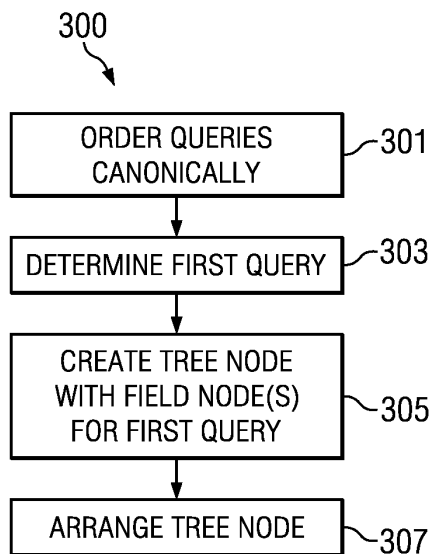 300
ORDER QUERIES
CANONICALLY
301
DETERMINE FIRST QUERY
303
CREATE TREE NODE
WITH FIELD NODE(S)
FOR FIRST QUERY
305
ARRANGE TREE NODE
307